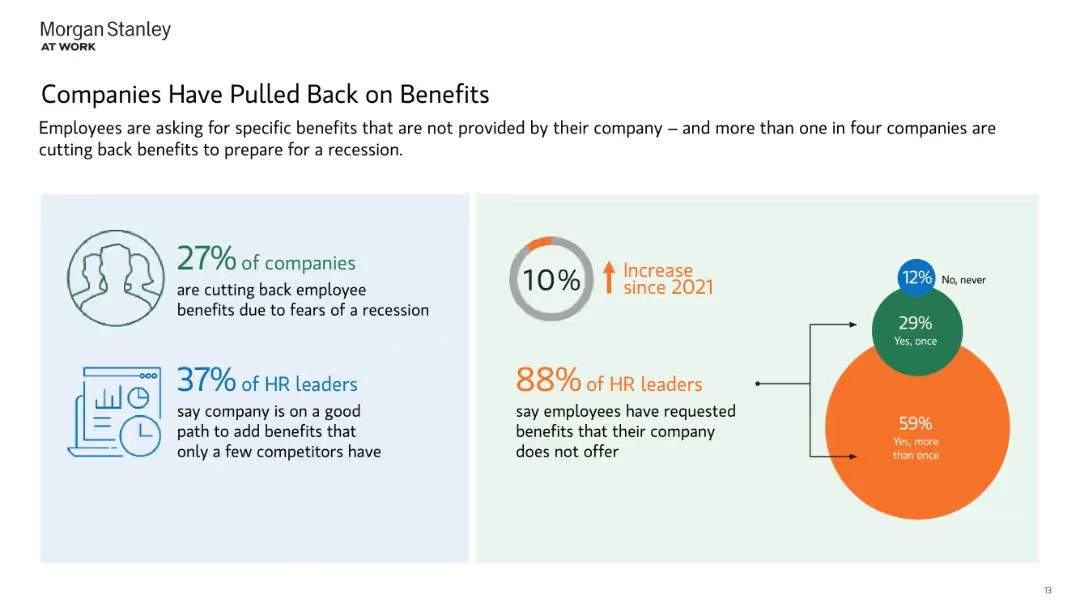 Morgan Stanley
AT WORK
Companies Have Pulled Back on Benefits
Employees are asking for specific benefits that are not provided by their company – and more than one in four companies are
cutting back benefits to prepare for a recession.
27% of companies
are cutting back employee
benefits due to fears of a recession
37% of HR leaders
say company is on a good
path to add benefits that
only a few competitors have
10%
Increase
since 2021
88% of HR leaders
say employees have requested
benefits that their company
does not offer
12%
No, never
29%
Yes, once
59%
Yes, more
than once
13